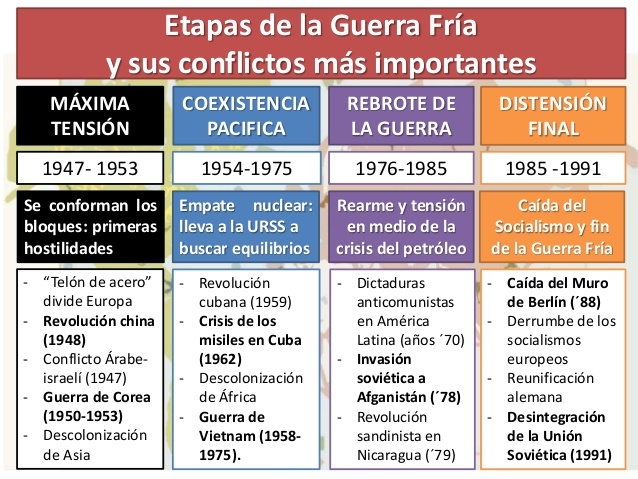 Etapas de la Guerra Fría
y sus conflictos más importantes
MÁXIMA
TENSIÓN
1947- 1953
Se conforman los
bloques: primeras
hostilidades
- “Telón de acero”
divide Europa
- Revolución china
(1948)
- Conflicto Árabe-
israelí (1947)
- Guerra de Corea
(1950-1953)
- Descolonización
de Asia
COEXISTENCIA
PACIFICA
1954-1975
Empate nuclear:
lleva a la URSS a
buscar equilibrios
- Revolución
cubana (1959)
- Crisis de los
misiles en Cuba
(1962)
- Descolonización
de África
- Guerra de
Vietnam (1958-
1975).
REBROTE DE
LA GUERRA
1976-1985
Rearme y tensión
en medio de la
crisis del petróleo
- Dictaduras
anticomunistas
en América
Latina (años ´70)
- Invasión
soviética a
Afganistán (´78)
- Revolución
sandinista en
Nicaragua (´79)
DISTENSIÓN
FINAL
1985 -1991
Caída del
Socialismo y fin
de la Guerra Fría
- Caída del Muro
de Berlín (´88)
- Derrumbe de los
socialismos
europeos
- Reunificación
alemana
- Desintegración
de la Unión
Soviética (1991)